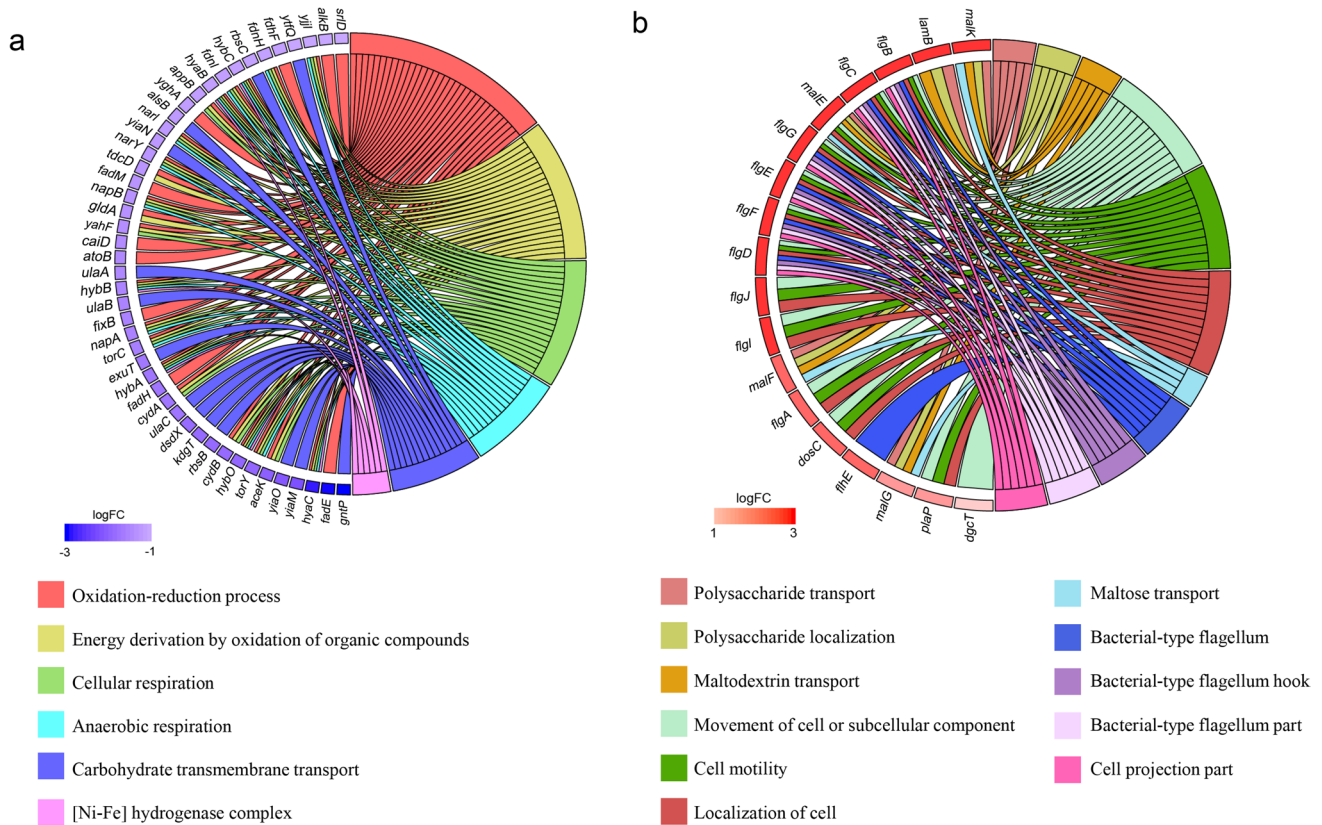 a
srlD
alkB
yjjI
ytfQ
fdhF
fdnH
rbsC
hybC
fdnI
hyaB
appB
yghA
alsB
narI
yiaN
narY
tdcD
fadM
napB
gldA
yahF
caiD
atoB
ulaA
hybB
ulaB
fixB
napA
torC
exuT
hybA
fadH
cydA
ulaC
dsdX
kdgT
rbsB
cydB
hybO
torY
aceK
yiaO
yiaM
hyaC
fadE
gntP
logFC
-3 -1
Oxidation-reduction process
Energy derivation by oxidation of organic compounds
Cellular respiration
Anaerobic respiration
Carbohydrate transmembrane transport
[Ni-Fe] hydrogenase complex
b
malK
lamB
flgB
flgC
malE
flgG
flgE
flgF
flgD
flgJ
flgI
malF
flgA
dosC
flhE
malG
plaP
dgcT
logFC
1 3
Polysaccharide transport
Polysaccharide localization
Maltodextrin transport
Movement of cell or subcellular component
Cell motility
Localization of cell
Maltose transport
Bacterial-type flagellum
Bacterial-type flagellum hook
Bacterial-type flagellum part
Cell projection part